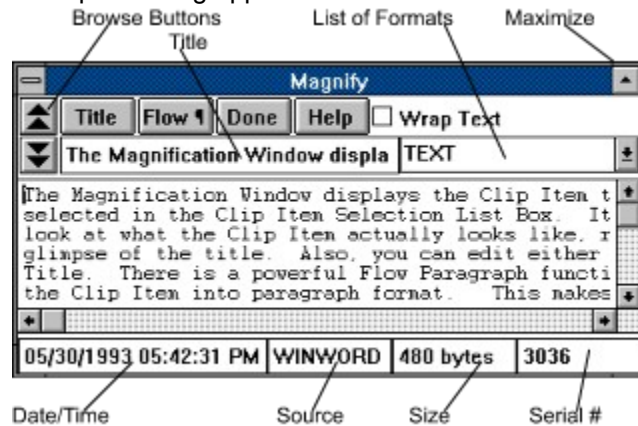 Browse Buttons List of Formats Maximize
Title
Magnify
Title Flow ¶ Done Help Wrap Text
The Magnification Window displa TEXT
The Magnification Window displays the Clip Item t
selected in the Clip Item Selection List Box. It
look at what the Clip Item actually looks like, r
glimpse of the title. Also, you can edit either
Title. There is a powerful Flow Paragraph functi
the Clip Item into paragraph format. This makes
05/30/1993 05:42:31 PM WINWORD 480 bytes 3036
Date/Time Source Size Serial #